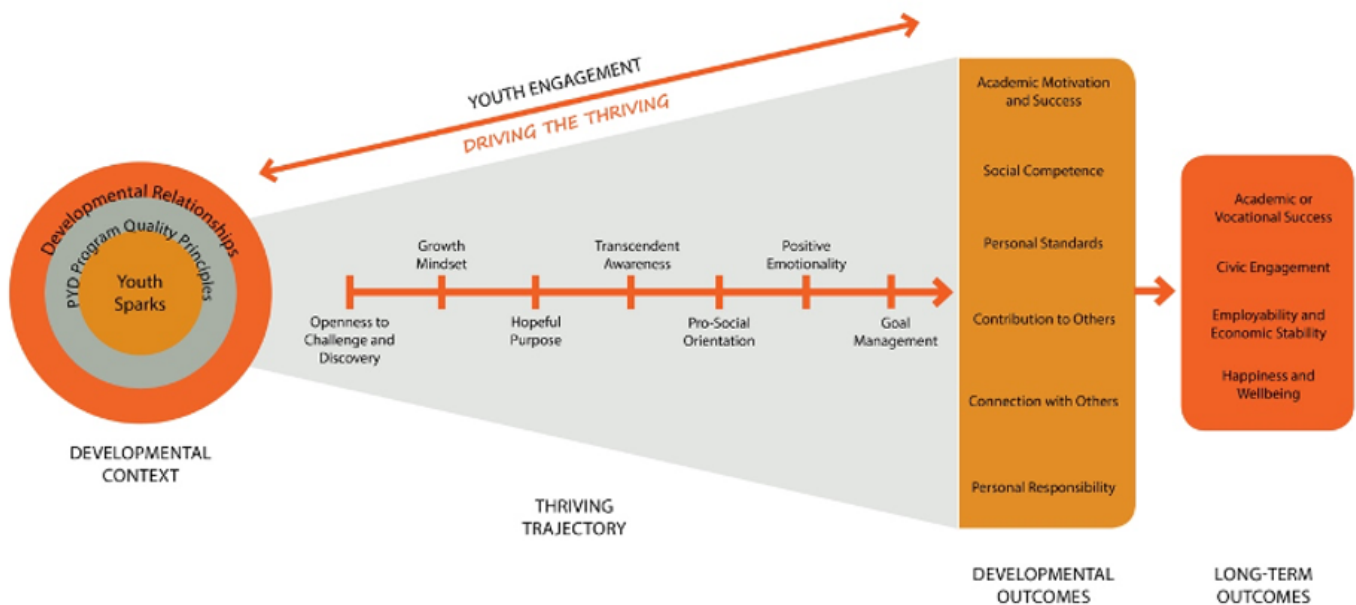 YOUTH ENGAGEMENT
DRIVING THE THRIVING
Developmental Relationships
PYD Program Quality Principles
Youth
Sparks
DEVELOPMENTAL
CONTEXT
Growth
Mindset
Transcendent
Awareness
Positive
Emotionality
Openness to
Challenge and
Discovery
Hopeful
Purpose
Pro-Social
Orientation
Goal
Management
THRIVING
TRAJECTORY
Academic Motivation
and Success
Social Competence
Personal Standards
Contribution to Others
Connection with Others
Personal Responsibility
DEVELOPMENTAL
OUTCOMES
Academic or
Vocational Success
Civic Engagement
Employability and
Economic Stability
Happiness and
Wellbeing
LONG-TERM
OUTCOMES